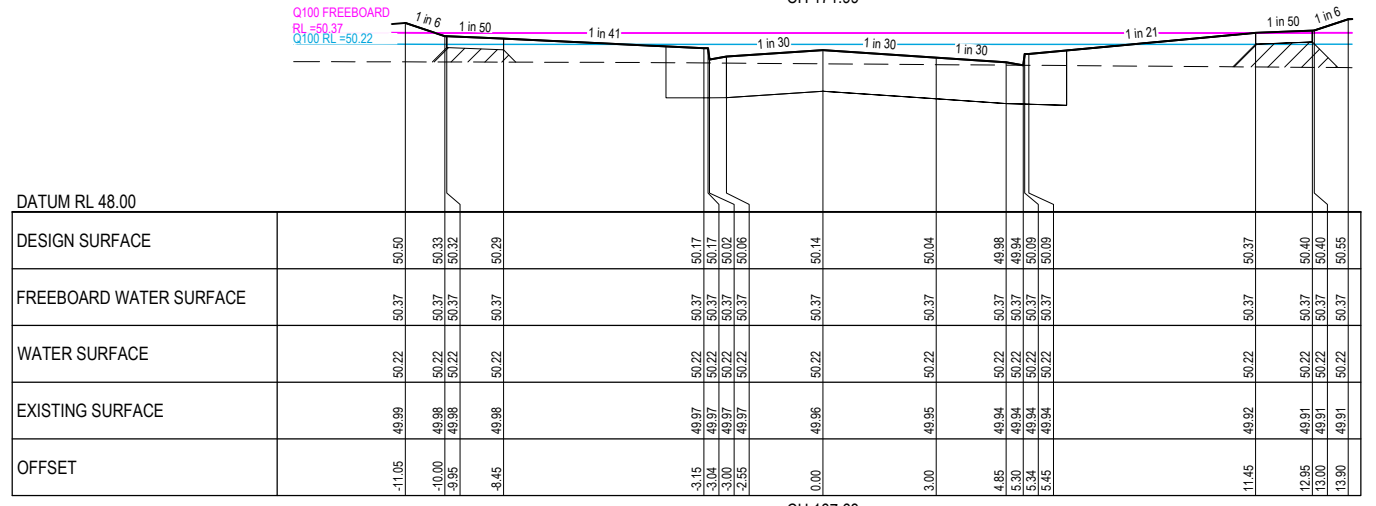 Q100 FREEBOARD
RL =50.37
Q100 RL =50.22
1 in 6
1 in 50
1 in 41
1 in 30
1 in 30
1 in 30
1 in 21
1 in 50
1 in 6
DATUM RL 48.00
DESIGN SURFACE 50.50 50.33 50.32 50.29 50.17 50.17 50.02 50.06 50.14 50.04 49.98 49.94 50.09 50.09 50.37 50.40 50.40 50.55
FREEBOARD WATER SURFACE 50.37 50.37 50.37 50.37 50.37 50.37 50.37 50.37 50.37 50.37 50.37 50.37 50.37 50.37 50.37 50.37 50.37 50.37
WATER SURFACE 50.22 50.22 50.22 50.22 50.22 50.22 50.22 50.22 50.22 50.22 50.22 50.22 50.22 50.22 50.22 50.22 50.22 50.22
EXISTING SURFACE 49.99 49.98 49.98 49.98 49.97 49.97 49.97 49.97 49.96 49.95 49.94 49.94 49.94 49.94 49.92 49.91 49.91 49.91
OFFSET -11.05 -10.00 -9.95 -8.45 -3.15 -3.04 -3.00 -2.55 0.00 3.00 4.85 5.30 5.34 5.45 11.45 12.95 13.00 13.90